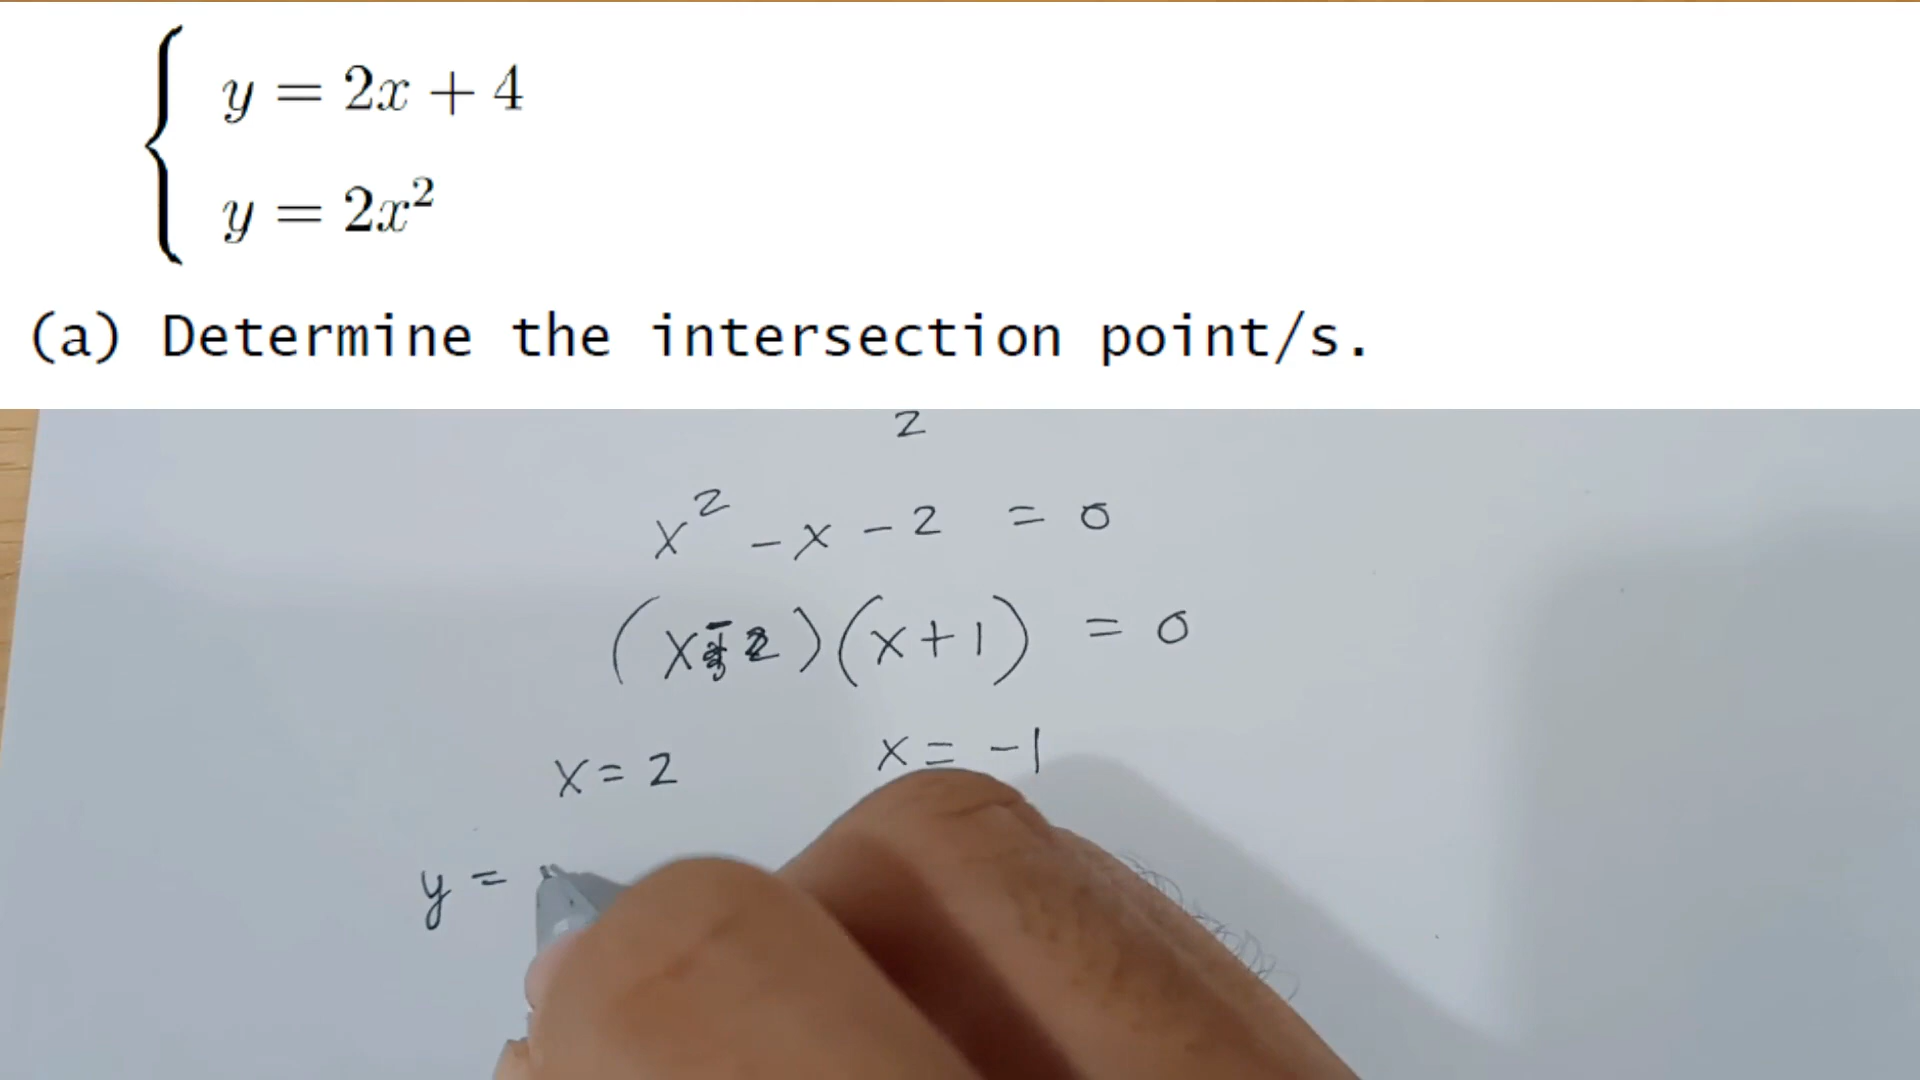 y = 2x + 4
y = 2x²
(a) Determine the intersection point/s.
2
x² - x - 2 = 0
(x-2)(x+1) = 0
x = 2 x = -1
y =